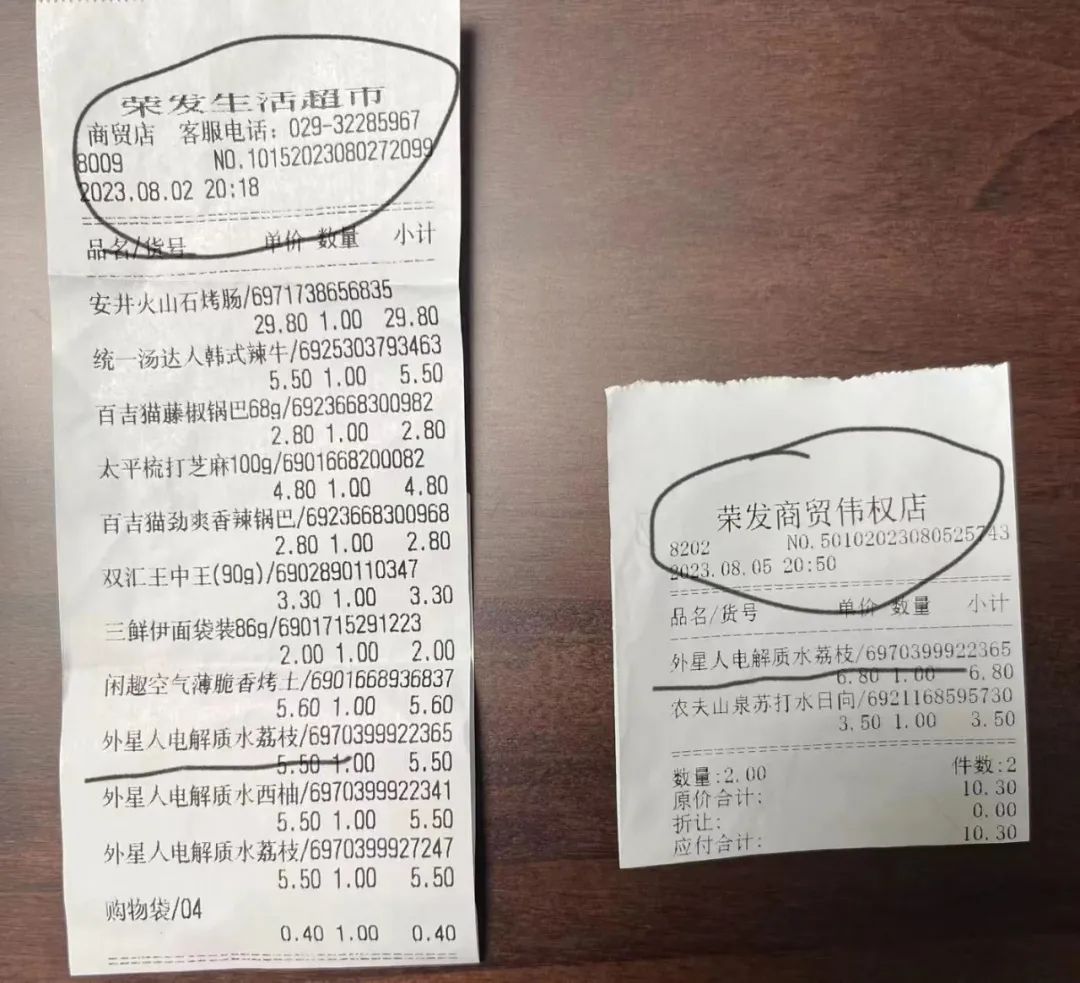 荣发生活超市
商贸店 客服电话：029-32285967
8009 NO.10152023080272099
2023.08.02 20:18
品名/货号 单价 数量 小计
安井火山石烤肠/6971738656835
29.80 1.00 29.80
统一汤达人韩式辣牛/6925303793463
5.50 1.00 5.50
百吉猫藤椒锅巴68g/6923668300982
2.80 1.00 2.80
太平梳打芝麻100g/6901668200082
4.80 1.00 4.80
百吉猫劲爽香辣锅巴/6923668300968
2.80 1.00 2.80
双汇王中王(90g)/6902890110347
3.30 1.00 3.30
三鲜伊面袋装86g/6901715291223
2.00 1.00 2.00
闲趣空气薄脆香烤土/6901668936837
5.60 1.00 5.60
外星人电解质水荔枝/6970399922365
5.50 1.00 5.50
外星人电解质水西柚/6970399922341
5.50 1.00 5.50
外星人电解质水荔枝/6970399927247
5.50 1.00 5.50
购物袋/04
0.40 1.00 0.40
荣发商贸伟权店
8202 NO.50102023080525743
2023.08.05 20:50
品名/货号 单价 数量 小计
外星人电解质水荔枝/6970399922365
6.80 1.00 6.80
农夫山泉苏打水日向/6921168595730
3.50 1.00 3.50
数量:2.00 件数:2
原价合计: 10.30
折让: 0.00
应付合计: 10.30